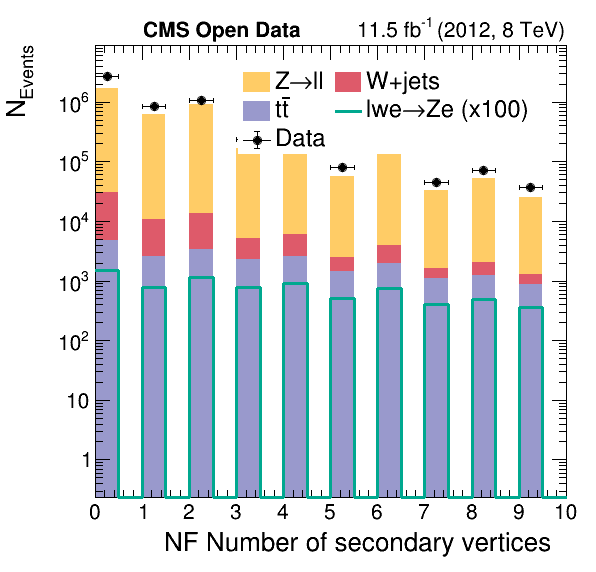 CMS Open Data 11.5 fb⁻¹ (2012, 8 TeV)
N_Events
Z→ll W+jets
tt̄ lwe→Ze (x100)
Data
10⁶
10⁵
10⁴
10³
10²
10
1
0 1 2 3 4 5 6 7 8 9 10
NF Number of secondary vertices